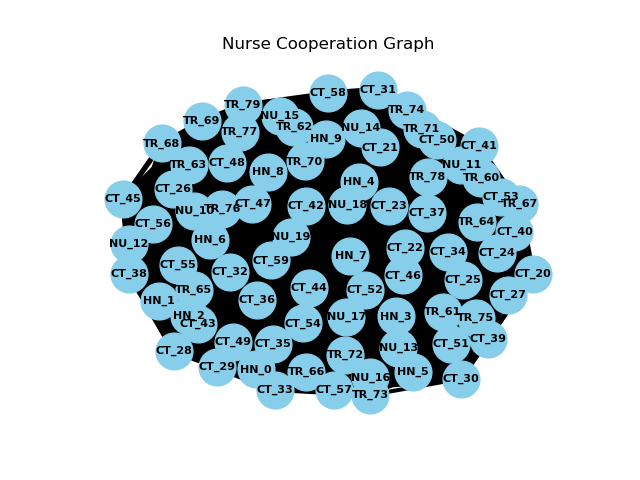 Nurse Cooperation Graph
CT_58
CT_31
TR_79
TR_74
NU_15
TR_69
TR_62
NU_14
TR_71
TR_77
HN_9
CT_50
TR_68
CT_21
CT_41
TR_63
CT_48
TR_70
NU_11
HN_8
TR_78
TR_60
CT_26
HN_4
CT_45
CT_53
NU_10
TR_76
CT_47
CT_42
NU_18
CT_23
CT_37
TR_67
CT_56
TR_64
CT_40
NU_12
HN_6
NU_19
CT_22
CT_34
CT_24
CT_55
CT_59
HN_7
CT_38
CT_32
CT_46
CT_25
CT_20
TR_65
CT_44
CT_52
CT_27
HN_1
CT_36
HN_2
CT_43
CT_54
NU_17
HN_3
TR_61
TR_75
CT_28
CT_49
CT_35
TR_72
NU_13
CT_51
CT_39
CT_29
HN_0
TR_66
NU_16
HN_5
CT_30
CT_33
CT_57
TR_73